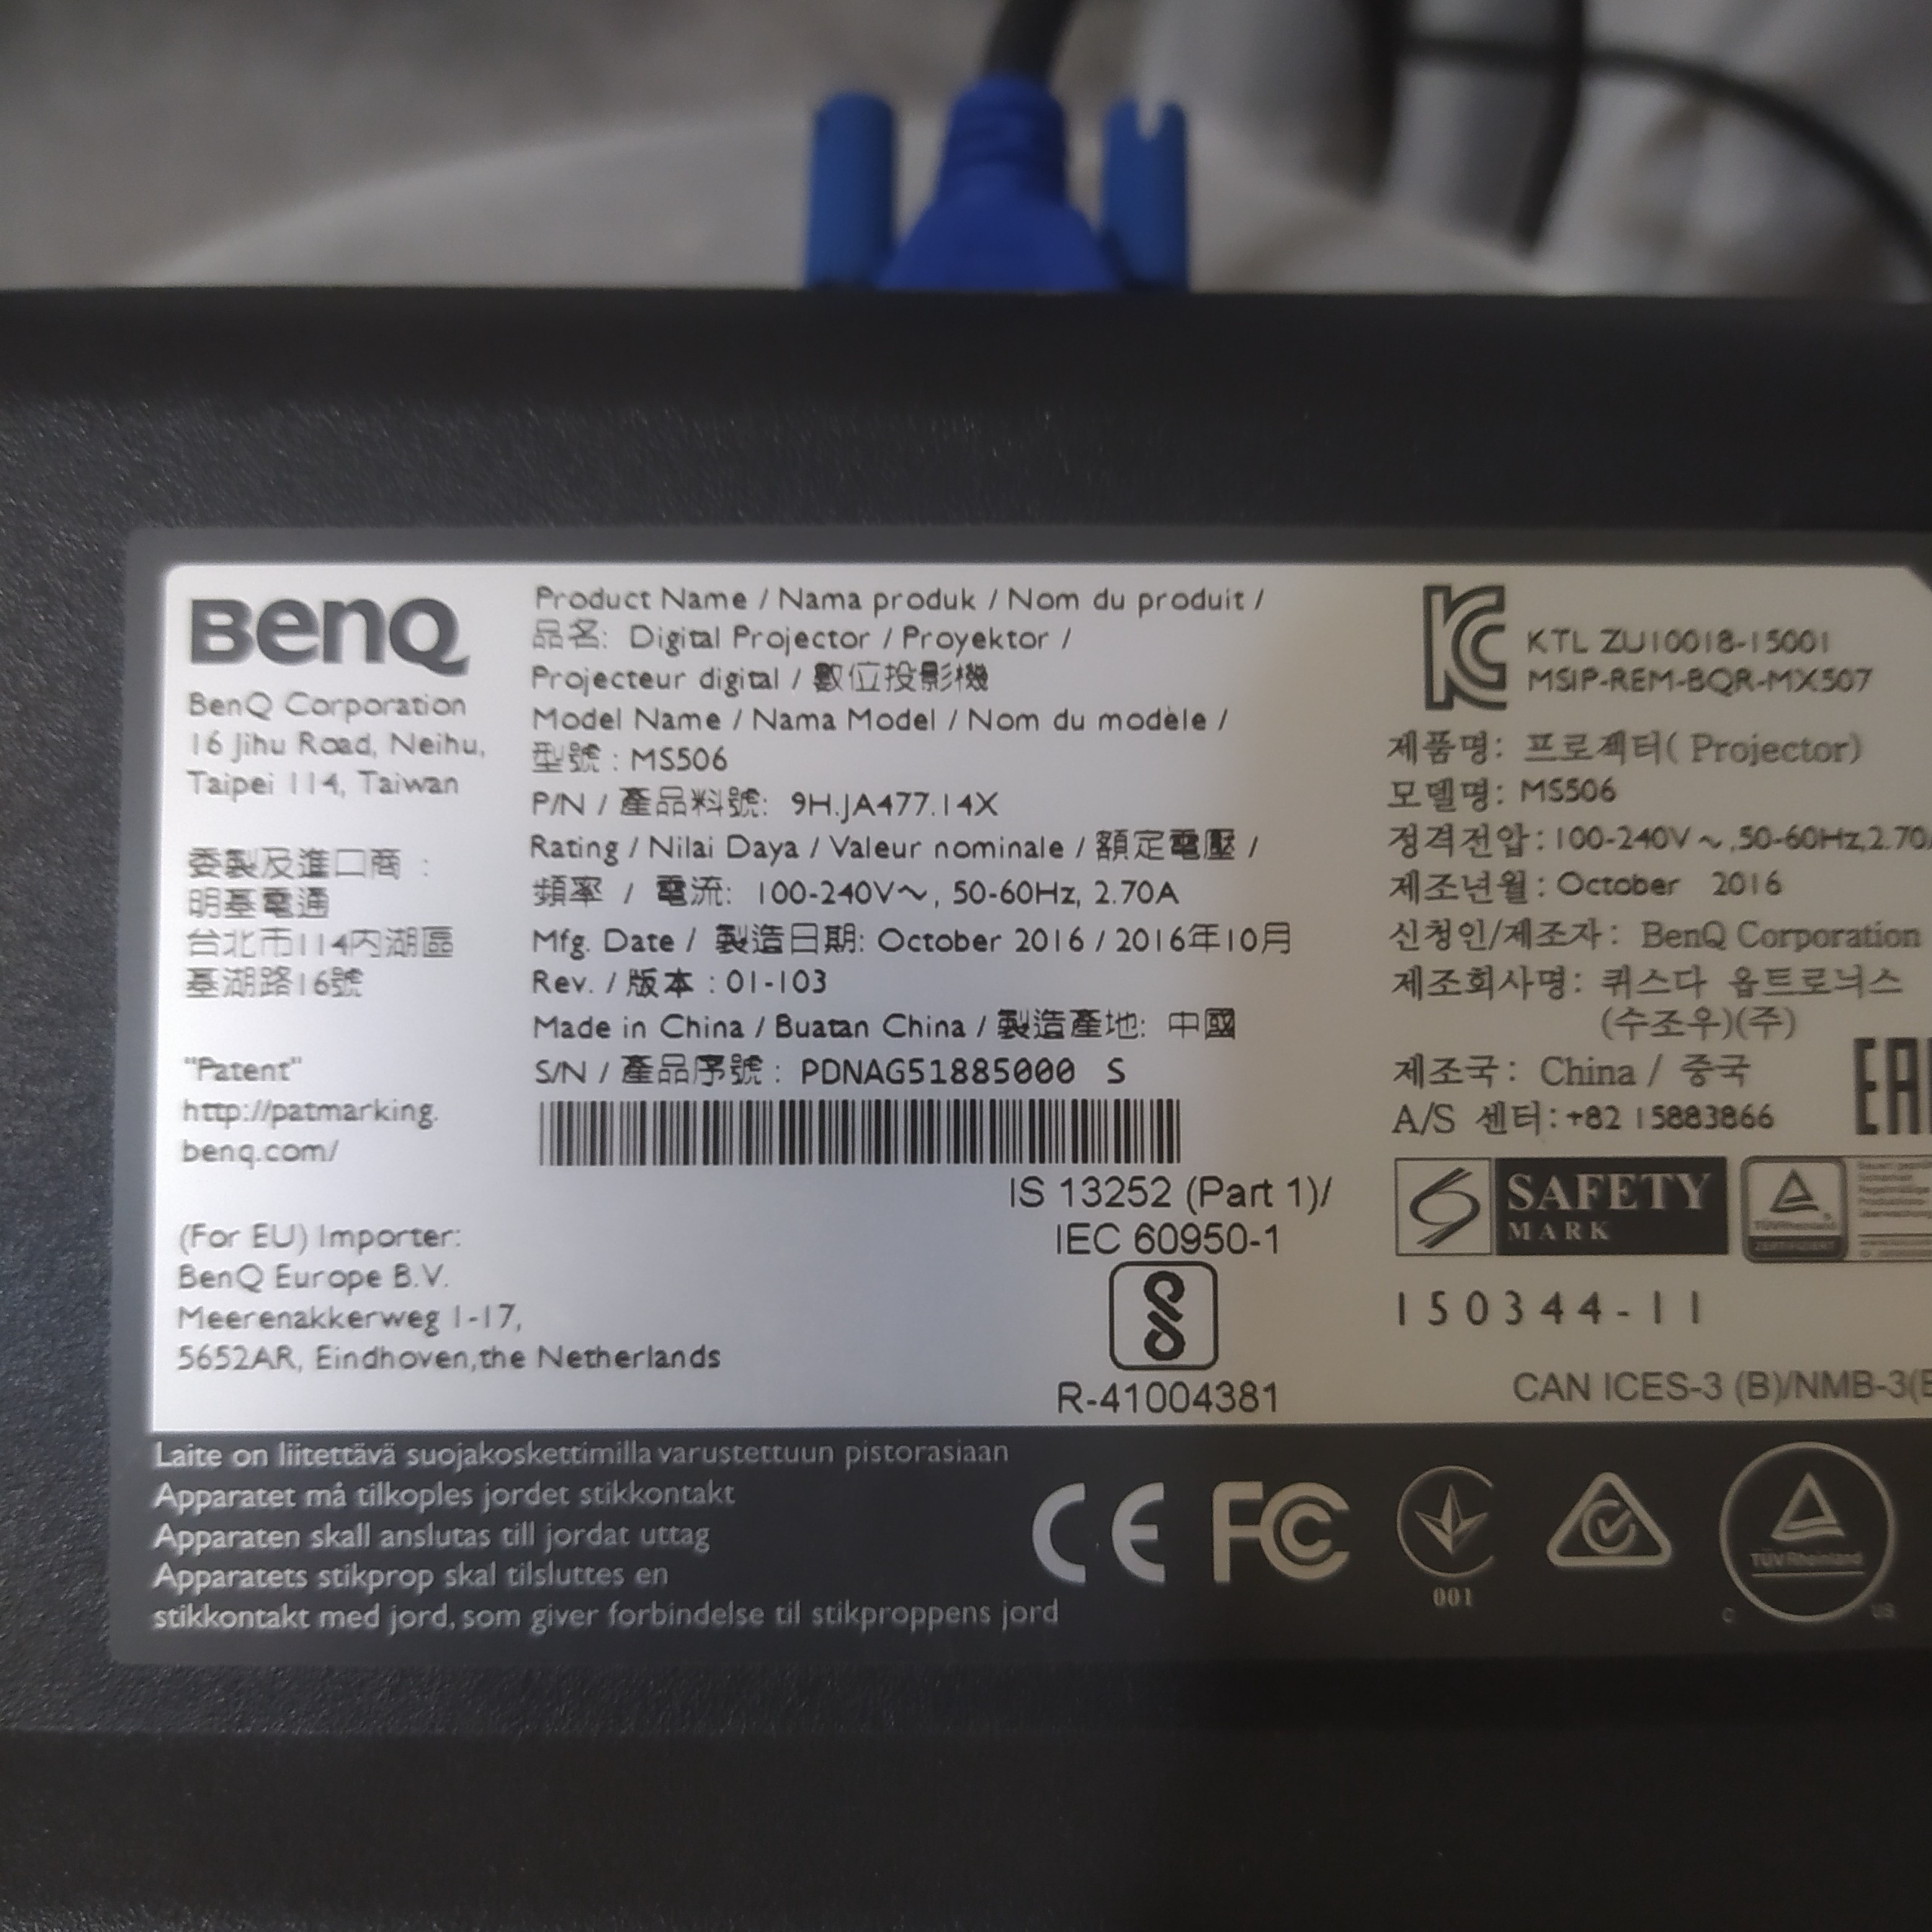 BenQ
BenQ Corporation
16 Jihu Road, Neihu,
Taipei 114, Taiwan
委製及進口商：
明基電通
台北市114內湖區
基湖路16號
"Patent"
http://patmarking.
benq.com/
(For EU) Importer:
BenQ Europe B.V.
Meerenakkerweg 1-17,
5652AR, Eindhoven,the Netherlands
Product Name / Nama produk / Nom du produit /
品名: Digital Projector / Proyektor /
Projecteur digital / 數位投影機
Model Name / Nama Model / Nom du modèle /
型號 : MS506
P/N / 產品料號: 9H.JA477.14X
Rating / Nilai Daya / Valeur nominale / 額定電壓 /
頻率 / 電流: 100-240V～, 50-60Hz, 2.70A
Mfg. Date / 製造日期: October 2016 / 2016年10月
Rev. / 版本 : 01-103
Made in China / Buatan China / 製造產地: 中國
S/N / 產品序號 : PDNAG51885000 S
IS 13252 (Part 1)/
IEC 60950-1
R-41004381
KTL ZU10018-15001
MSIP-REM-BQR-MX507
제품명: 프로젝터( Projector)
모델명: MS506
정격전압: 100-240V～,50-60Hz,2.70
제조년월: October 2016
신청인/제조자: BenQ Corporation
제조회사명: 퀴스다 옵트로닉스
(수조우)(주)
제조국: China / 중국
A/S 센터: +82 15883866
EAC
SAFETY
MARK
TÜVRheinland
ZERTIFIZIERT
150344-11
CAN ICES-3 (B)/NMB-3(B
Laite on liitettävä suojakoskettimilla varustettuun pistorasiaan
Apparatet må tilkoples jordet stikkontakt
Apparaten skall anslutas till jordat uttag
Apparatets stikprop skal tilsluttes en
stikkontakt med jord, som giver forbindelse til stikproppens jord
CE FC
001
TÜV Rheinland
C US